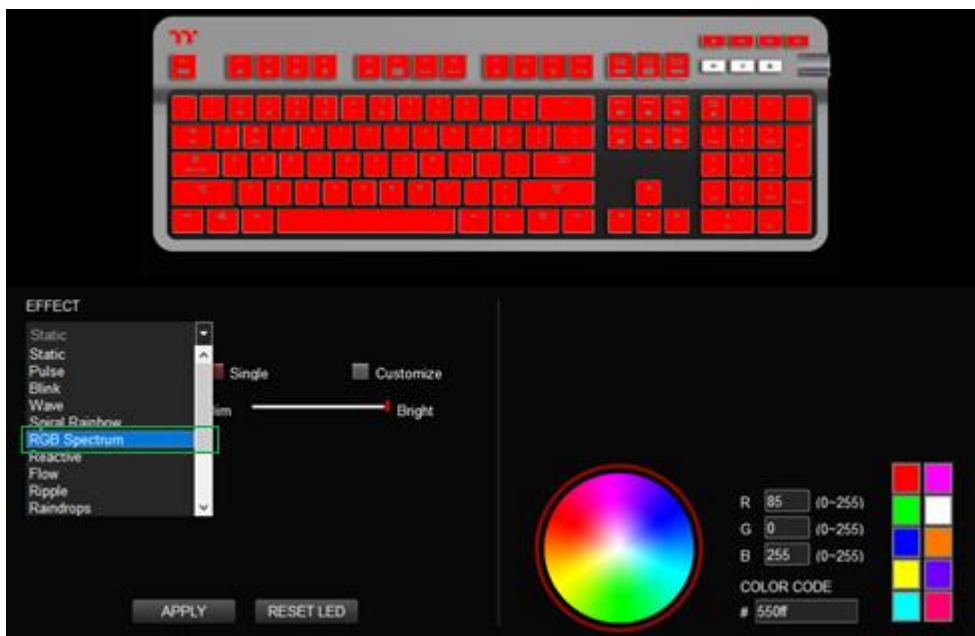 EFFECT
Static
Static
Pulse
Blink
Wave
Spiral Rainbow
RGB Spectrum
Reactive
Flow
Ripple
Raindrops
Single
Customize
Bright
R 85 (0~255)
G 0 (0~255)
B 255 (0~255)
COLOR CODE
# 550ff
APPLY
RESET LED